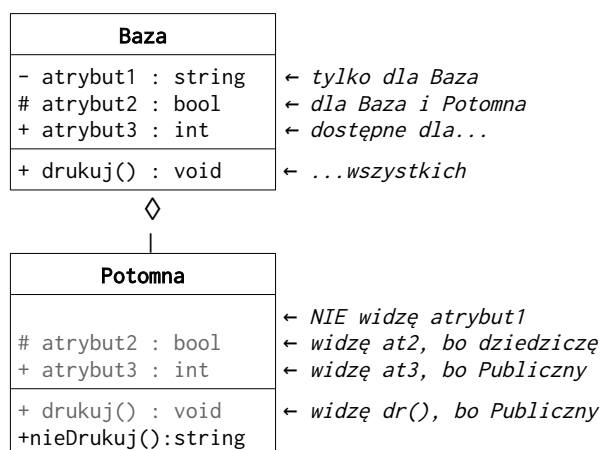 Baza
- atrybut1 : string ← tylko dla Baza
# atrybut2 : bool ← dla Baza i Potomna
+ atrybut3 : int ← dostępne dla...
+ drukuj() : void ← ...wszystkich
Potomna
← NIE widzę atrybut1
# atrybut2 : bool ← widzę at2, bo dziedziczę
+ atrybut3 : int ← widzę at3, bo Publiczny
+ drukuj() : void ← widzę dr(), bo Publiczny
+nieDrukuj():string